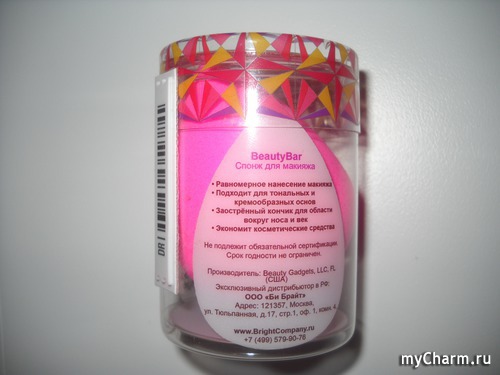 BeautyBar
Спонж для макияжа
• Равномерное нанесение макияжа
• Подходит для тональных и
кремообразных основ
• Заострённый кончик для области
вокруг носа и век
• Экономит косметические средства
Не подлежит обязательной сертификации.
Срок годности не ограничен.
Производитель: Beauty Gadgets, LLC, FL
(США)
Эксклюзивный дистрибьютор в РФ:
ООО «Би Брайт»
Адрес: 121357, Москва,
ул. Тюльпанная, д.17, стр.1, оф. 1, комн. 4
www.BrightCompany.ru
+7 (499) 579-90-76
myCharm.ru